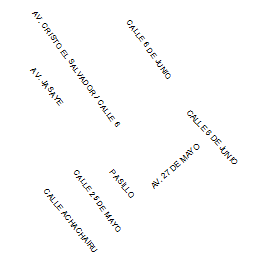 AV. CRISTO EL SALVADOR / CALLE 6
CALLE 6 DE JUNIO
AV. JASAYE
CALLE 6 DE JUNIO
AV. 27 DE MAYO
PASILLO
CALLE 25 DE MAYO
CALLE ACHACHAIRU